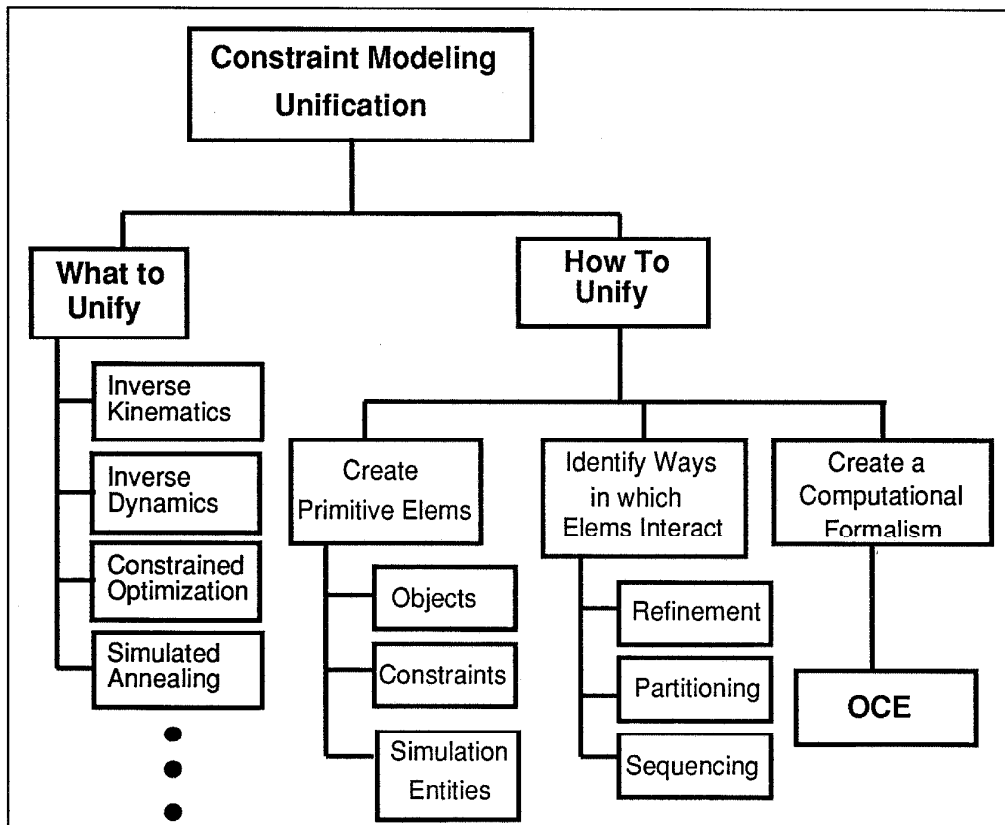 Constraint Modeling
Unification
What to
Unify
How To
Unify
Inverse
Kinematics
Inverse
Dynamics
Constrained
Optimization
Simulated
Annealing
Create
Primitive Elems
Objects
Constraints
Simulation
Entities
Identify Ways
in which
Elems Interact
Refinement
Partitioning
Sequencing
Create a
Computational
Formalism
OCE